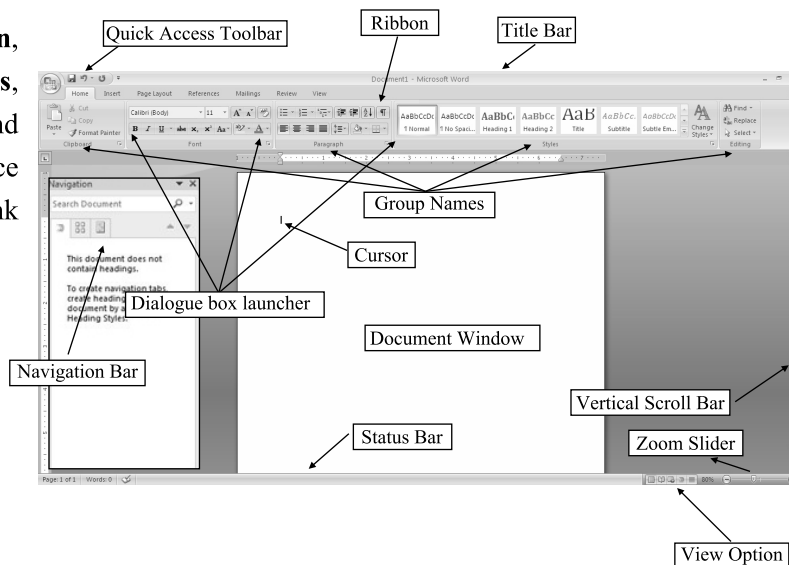 n,
s,
nd
ce
nk
Quick Access Toolbar
Ribbon
Title Bar
Document1 - Microsoft Word
Home Insert Page Layout References Mailings Review View
Paste
Cut
Copy
Format Painter
Clipboard
Calibri (Body) 11
B I U abc x₂ x² Aa
Font
Paragraph
AaBbCcDc AaBbCcDc AaBbC AaBbCc AaB AaBbCc. AaBbCcDc
¶ Normal ¶ No Spaci... Heading 1 Heading 2 Title Subtitle Subtle Em...
Change
Styles
Styles
Find
Replace
Select
Editing
Navigation
Search Document
This document does not
contain headings.
To create navigation tabs,
create heading
document by a
Heading Styles.
Group Names
Cursor
Dialogue box launcher
Document Window
Navigation Bar
Vertical Scroll Bar
Status Bar
Zoom Slider
Page: 1 of 1 Words: 0
80%
View Option